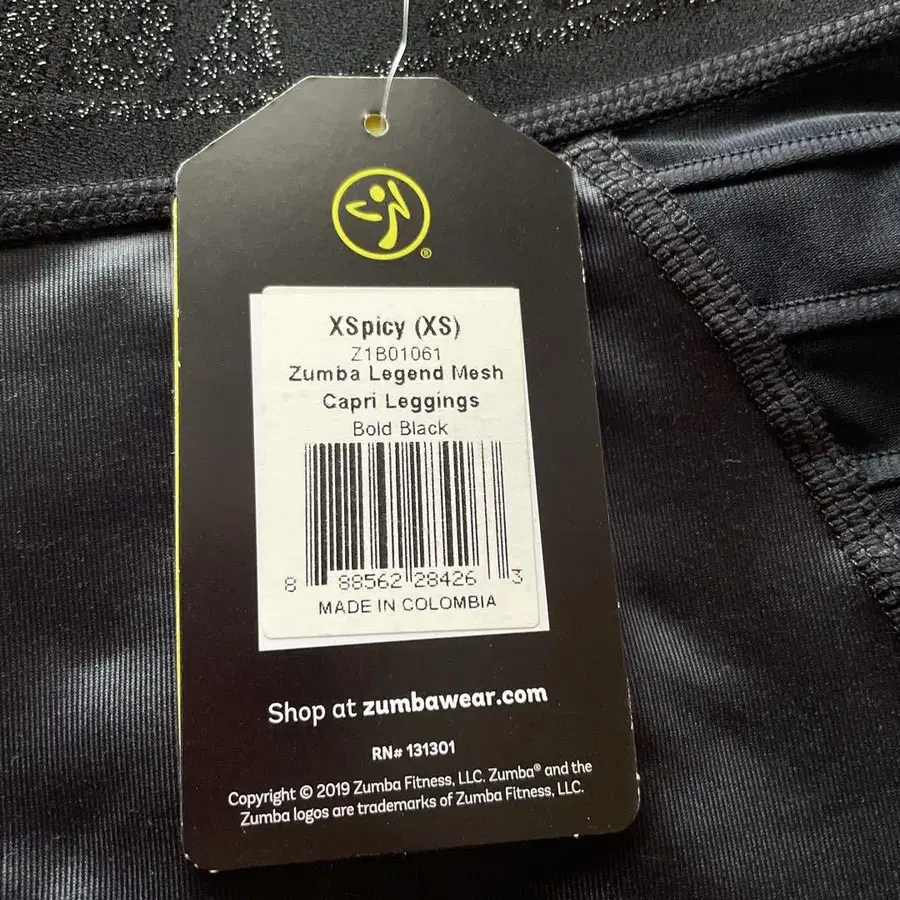 XSpicy (XS)
Z1B01061
Zumba Legend Mesh
Capri Leggings
Bold Black
8 88562 28426 3
MADE IN COLOMBIA
Shop at zumbawear.com
RN# 131301
Copyright © 2019 Zumba Fitness, LLC. Zumba® and the
Zumba logos are trademarks of Zumba Fitness, LLC.